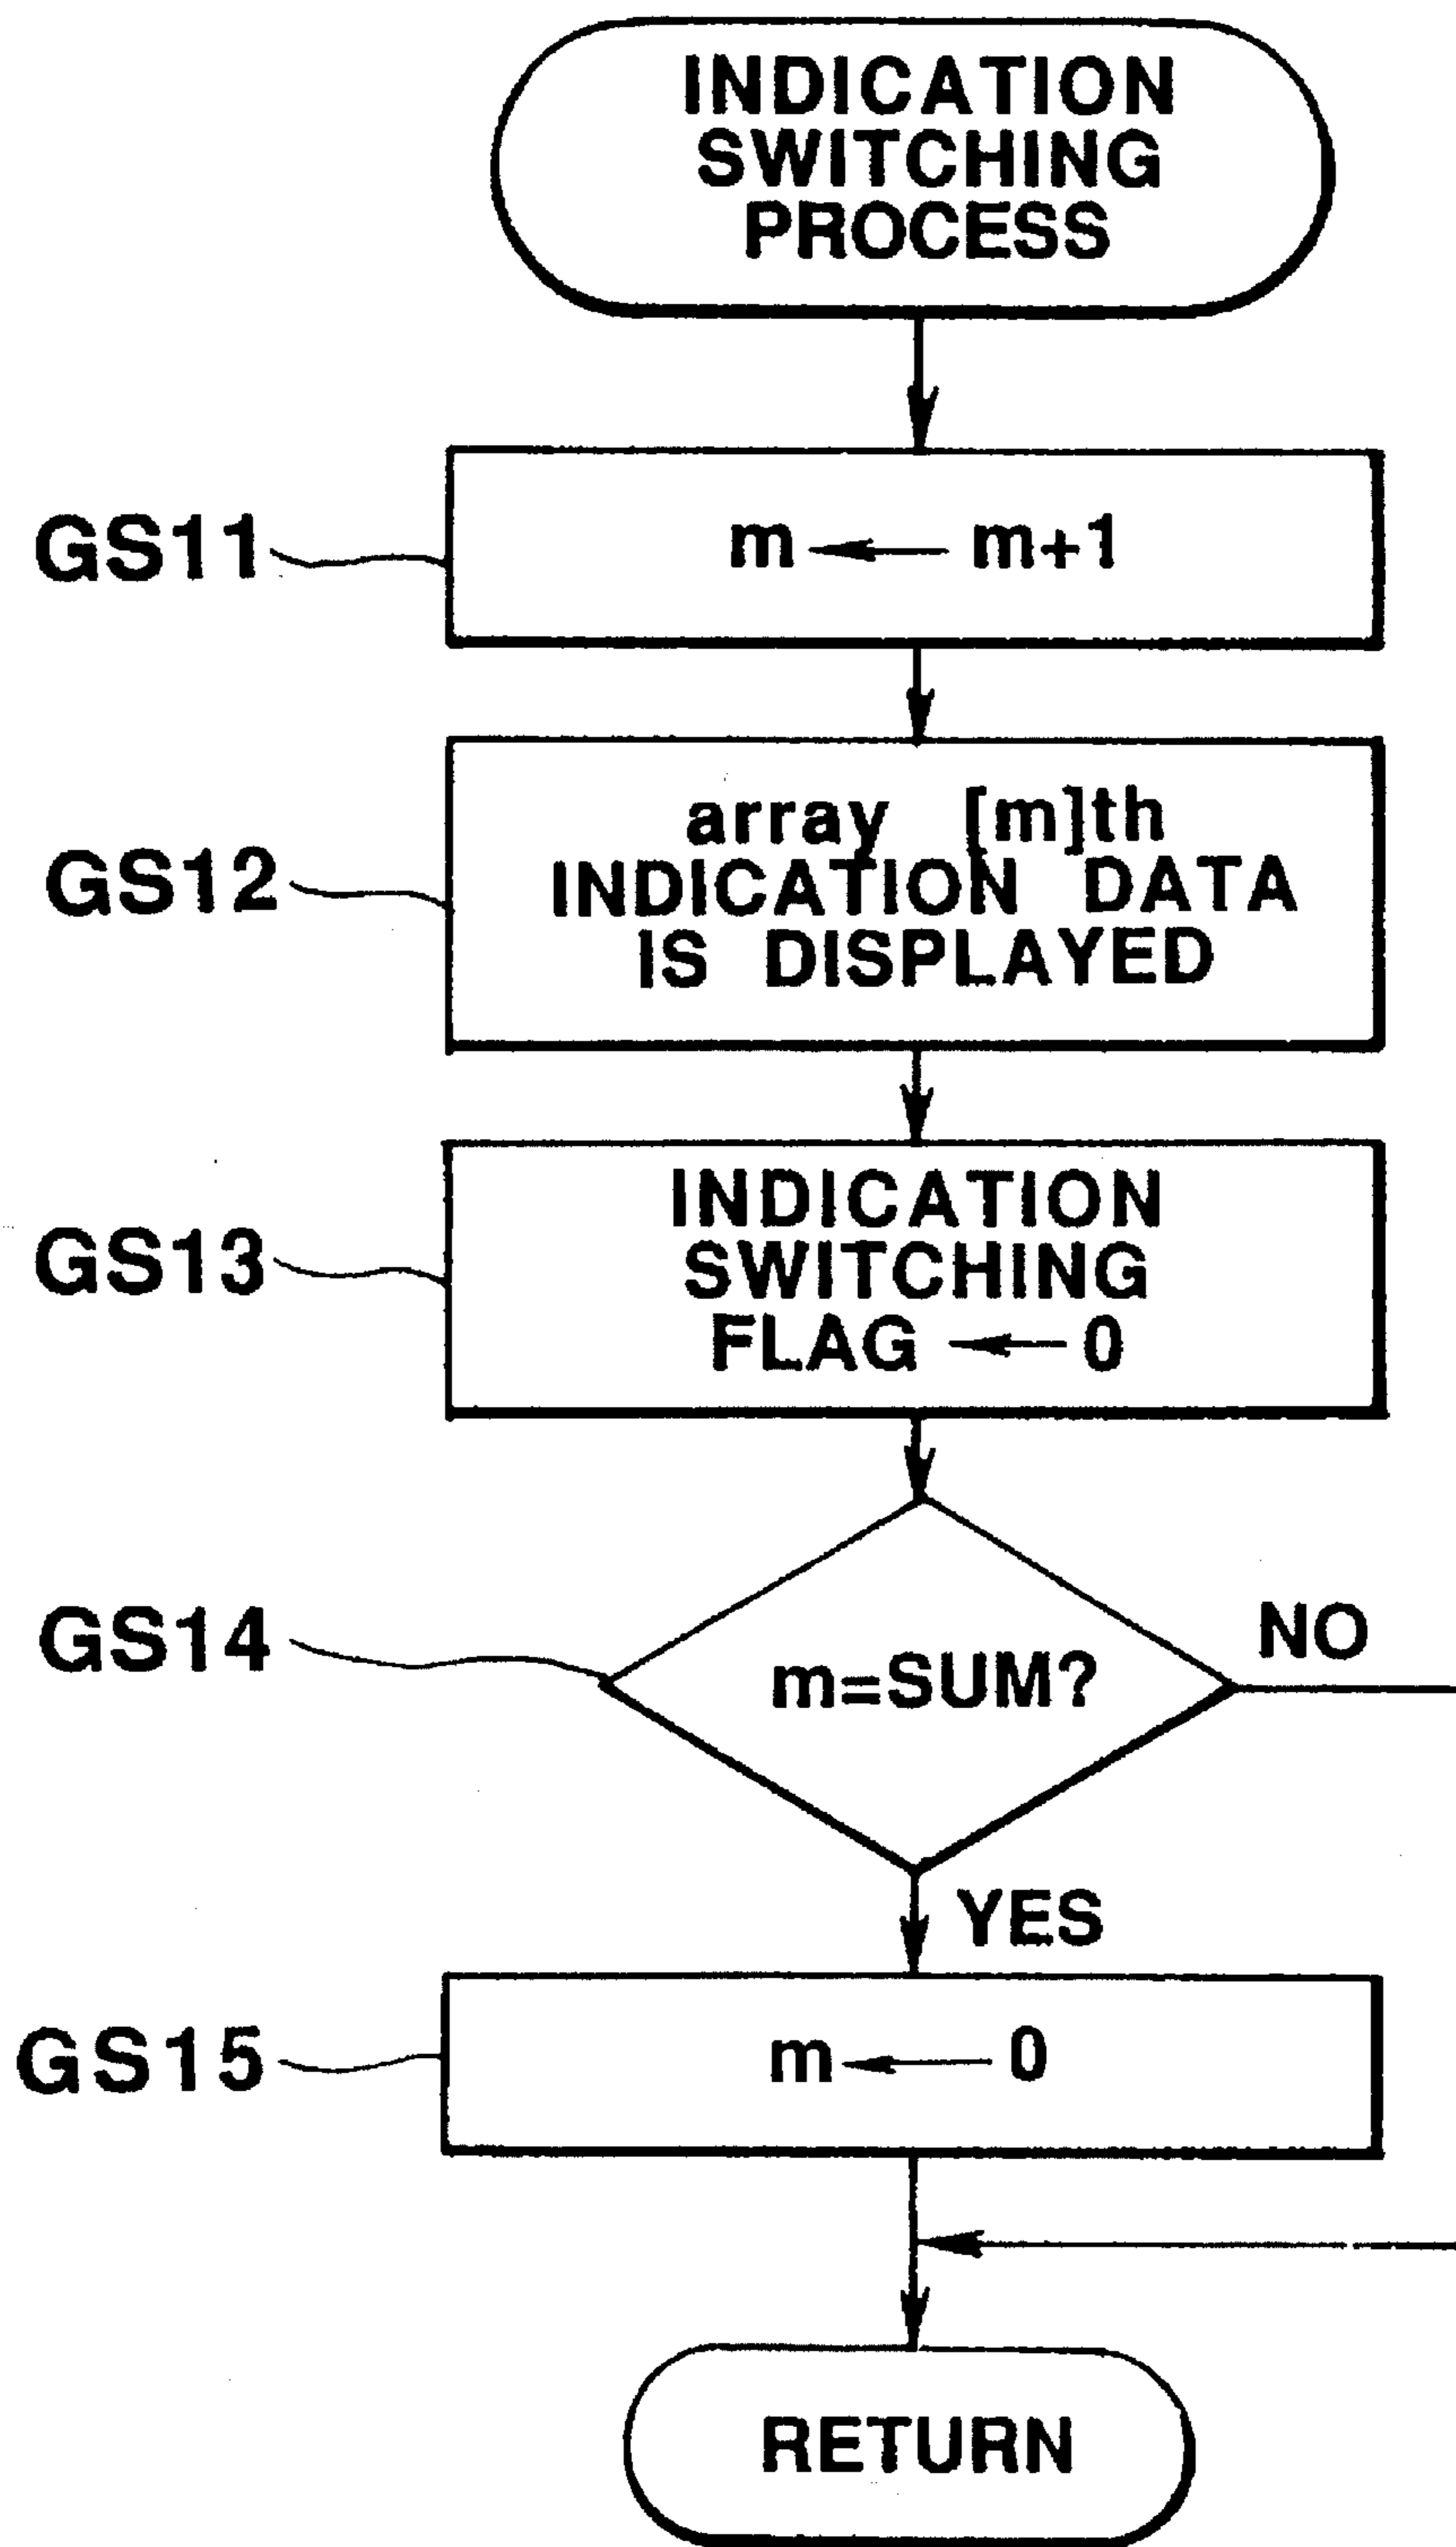 INDICATION
SWITCHING
PROCESS
GS11
m ← m+1
GS12
array [m]th
INDICATION DATA
IS DISPLAYED
GS13
INDICATION
SWITCHING
FLAG ← 0
GS14
m=SUM?
NO
YES
GS15
m ← 0
RETURN